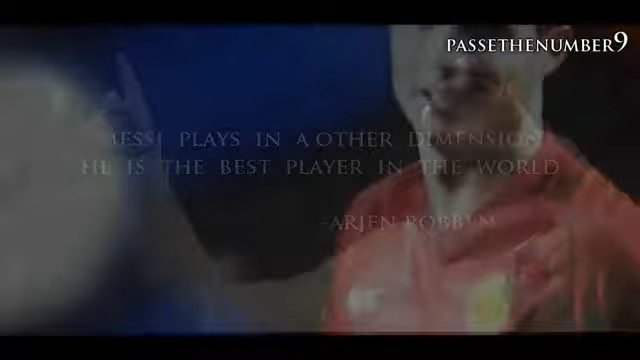 PASSETHENUMBER9
MESSI PLAYS IN A OTHER DIMENSION
HE IS THE BEST PLAYER IN THE WORLD
-ARJEN ROBBEN